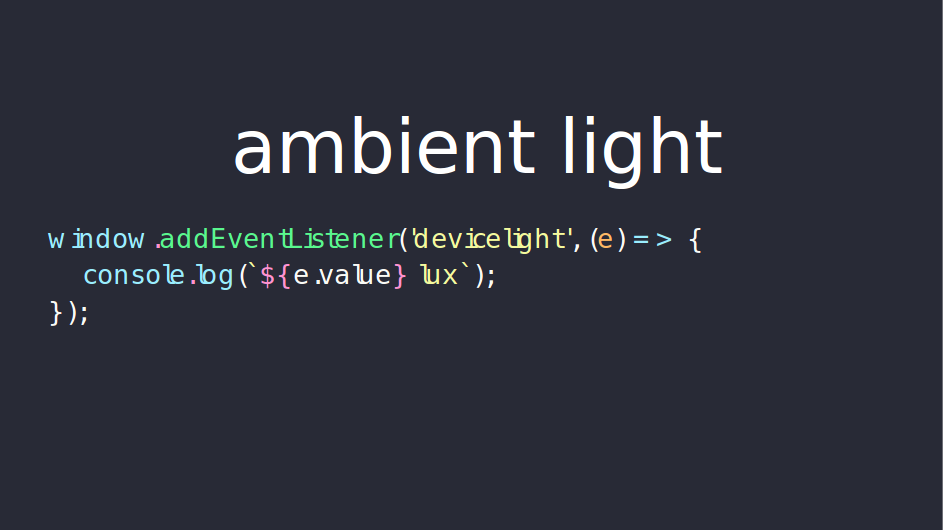 ambient light
window.addEventListener('devicelight', (e) => {
  console.log(`${e.value} lux`);
});